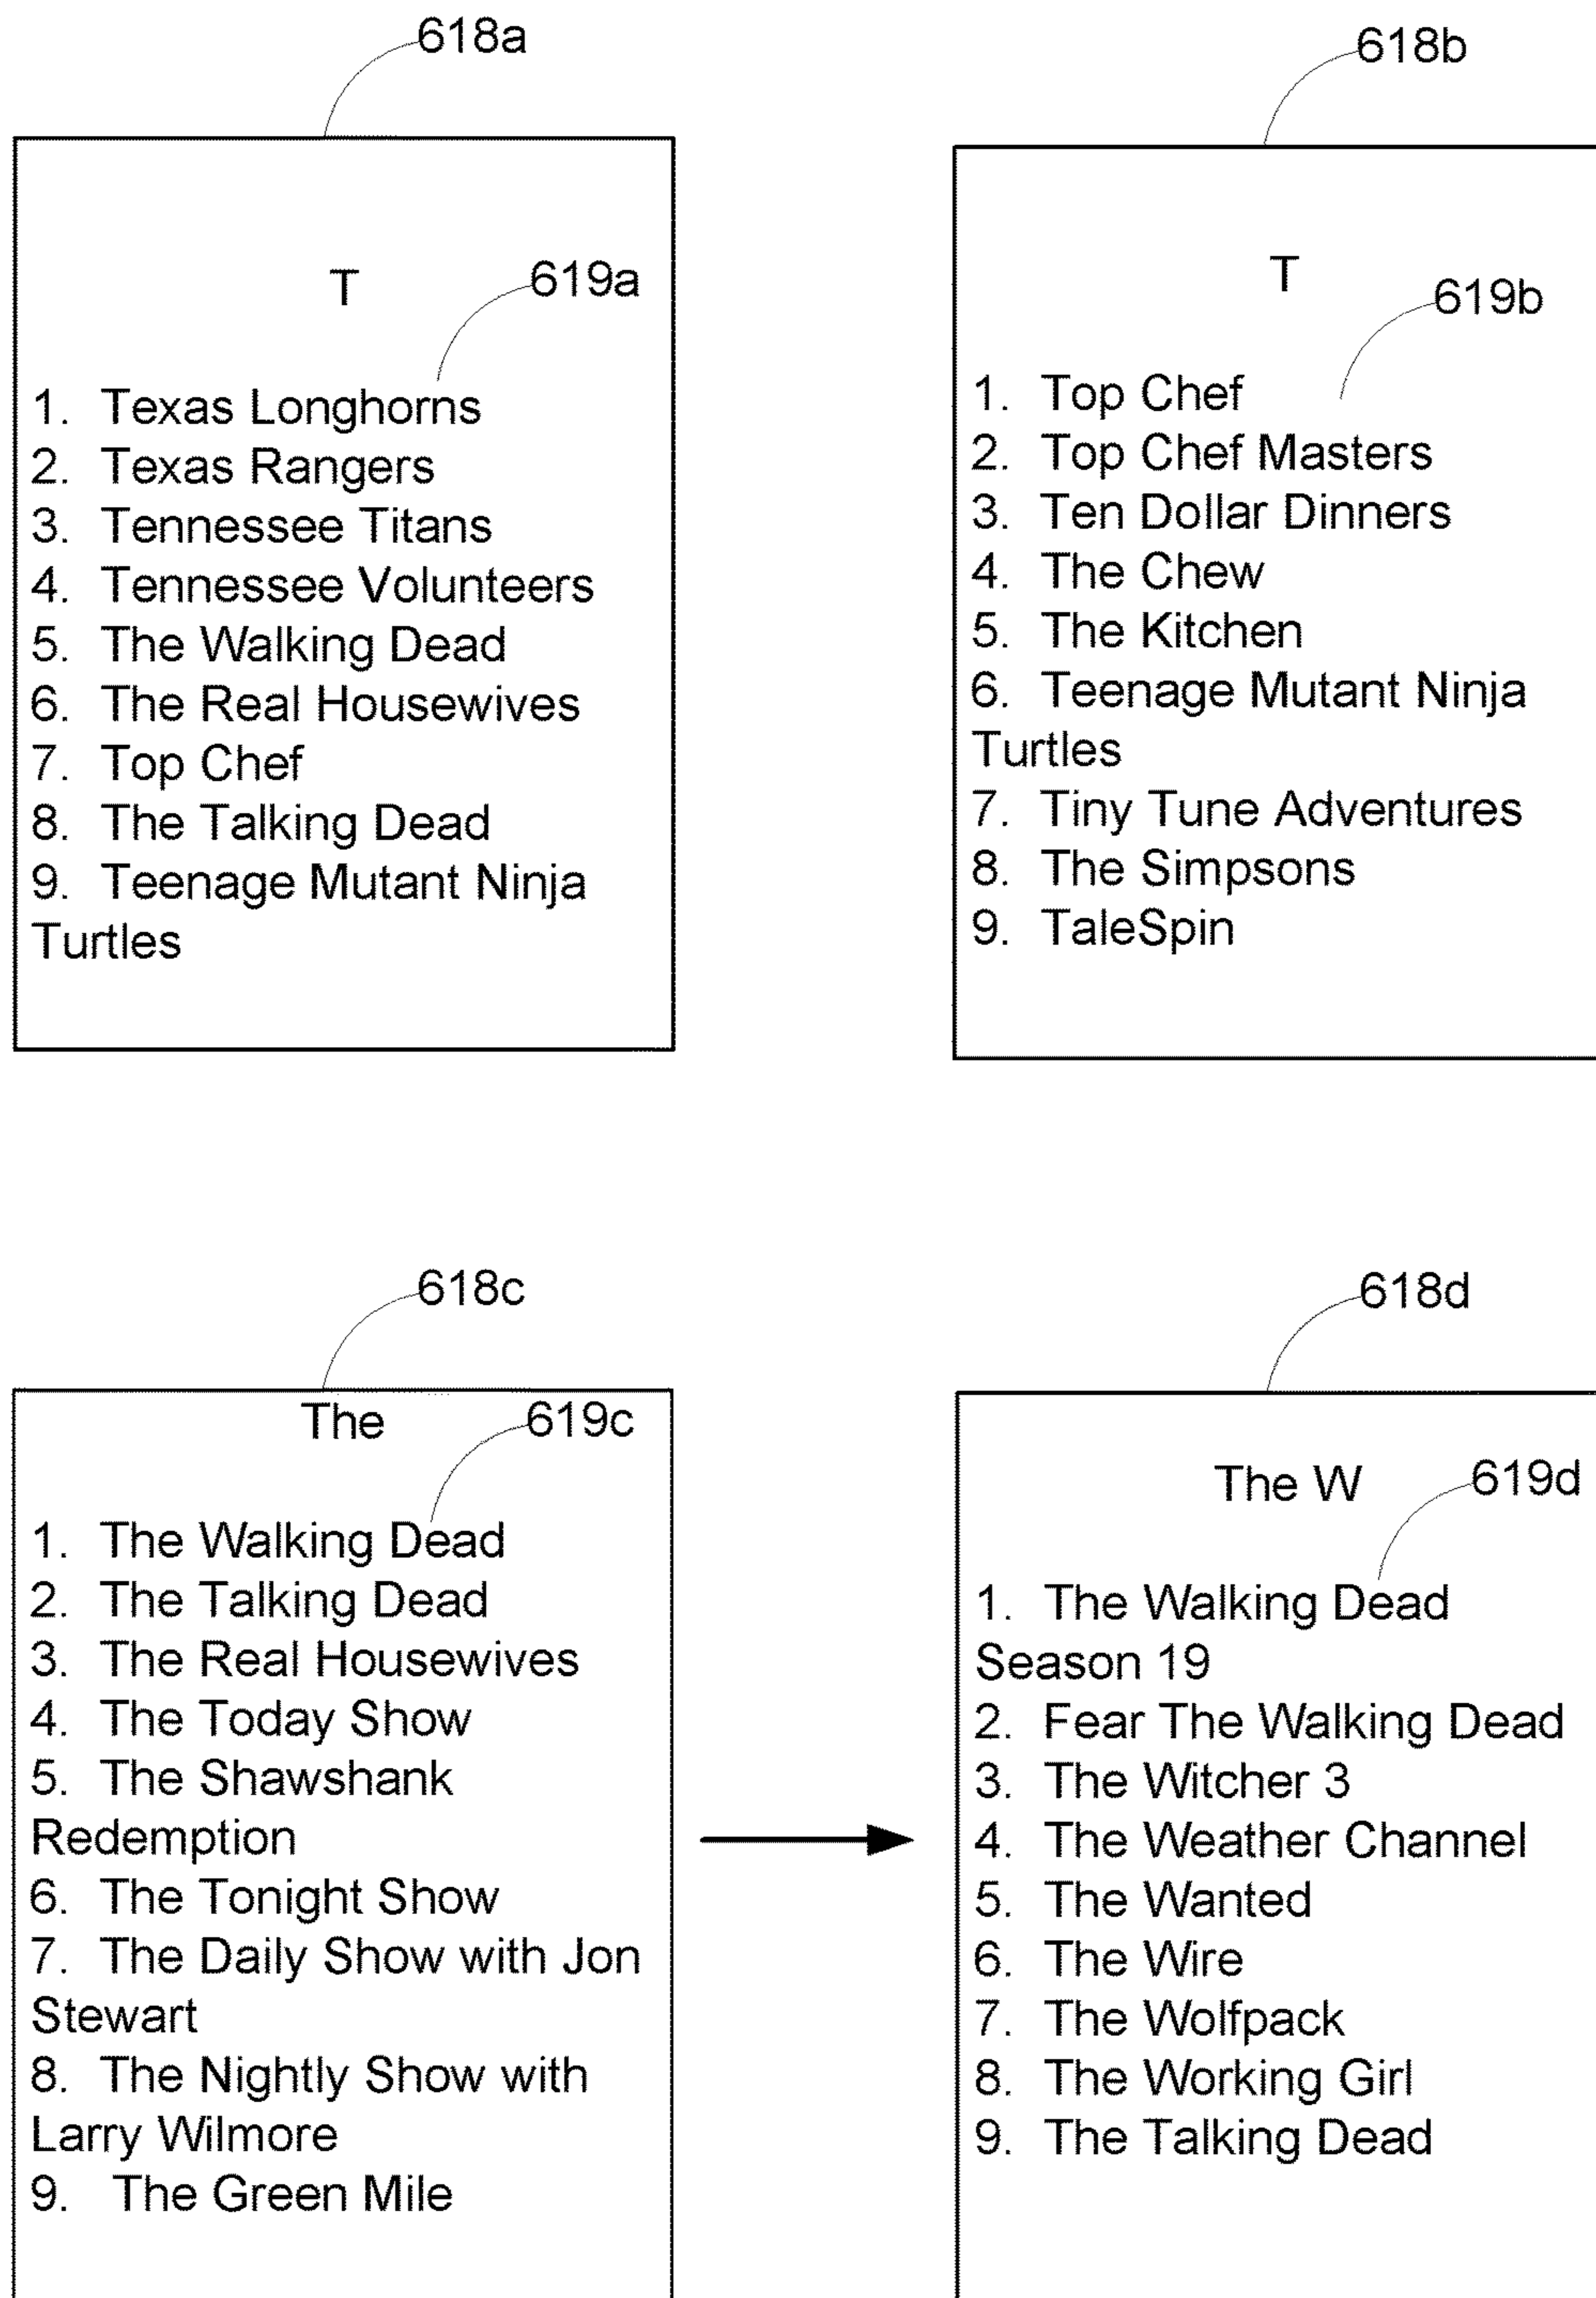 618a
T
619a
1. Texas Longhorns
2. Texas Rangers
3. Tennessee Titans
4. Tennessee Volunteers
5. The Walking Dead
6. The Real Housewives
7. Top Chef
8. The Talking Dead
9. Teenage Mutant Ninja
Turtles
618b
T
619b
1. Top Chef
2. Top Chef Masters
3. Ten Dollar Dinners
4. The Chew
5. The Kitchen
6. Teenage Mutant Ninja
Turtles
7. Tiny Tune Adventures
8. The Simpsons
9. TaleSpin
618c
The
619c
1. The Walking Dead
2. The Talking Dead
3. The Real Housewives
4. The Today Show
5. The Shawshank
Redemption
6. The Tonight Show
7. The Daily Show with Jon
Stewart
8. The Nightly Show with
Larry Wilmore
9. The Green Mile
618d
The W
619d
1. The Walking Dead
Season 19
2. Fear The Walking Dead
3. The Witcher 3
4. The Weather Channel
5. The Wanted
6. The Wire
7. The Wolfpack
8. The Working Girl
9. The Talking Dead